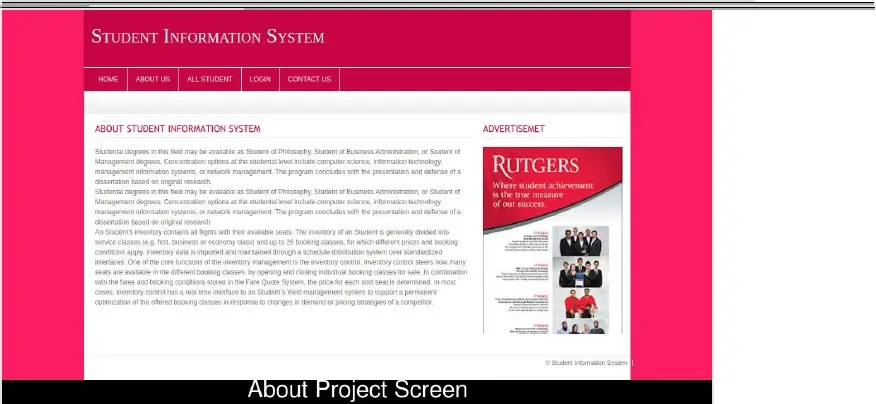 STUDENT INFORMATION SYSTEM
HOME ABOUT US ALL STUDENT LOGIN CONTACT US
ABOUT STUDENT INFORMATION SYSTEM
Studental degrees in this field may be available as Student of Philosophy, Student of Business Administration, or Student of
Management degrees. Concentration options at the studental level include computer science, information technology,
management information systems, or network management. The program concludes with the presentation and defense of a
dissertation based on original research.
Studental degrees in this field may be available as Student of Philosophy, Student of Business Administration, or Student of
Management degrees. Concentration options at the studental level include computer science, information technology,
management information systems, or network management. The program concludes with the presentation and defense of a
dissertation based on original research.
An Student's inventory contains all flights with their available seats. The inventory of an Student is generally divided into
service classes (e.g. first, business or economy class) and up to 26 booking classes, for which different prices and booking
conditions apply. Inventory data is imported and maintained through a schedule distribution system over standardized
interfaces. One of the core functions of the inventory management is the inventory control. Inventory control steers how many
seats are available in the different booking classes, by opening and closing individual booking classes for sale. In combination
with the fares and booking conditions stored in the Fare Quote System, the price for each sold seat is determined. In most
cases, inventory control has a real time interface to an Student's Yield management system to support a permanent
optimization of the offered booking classes in response to changes in demand or pricing strategies of a competitor.
ADVERTISEMET
RUTGERS
Where student achievement
is the true measure
of our success.
© Student Information System |
About Project Screen